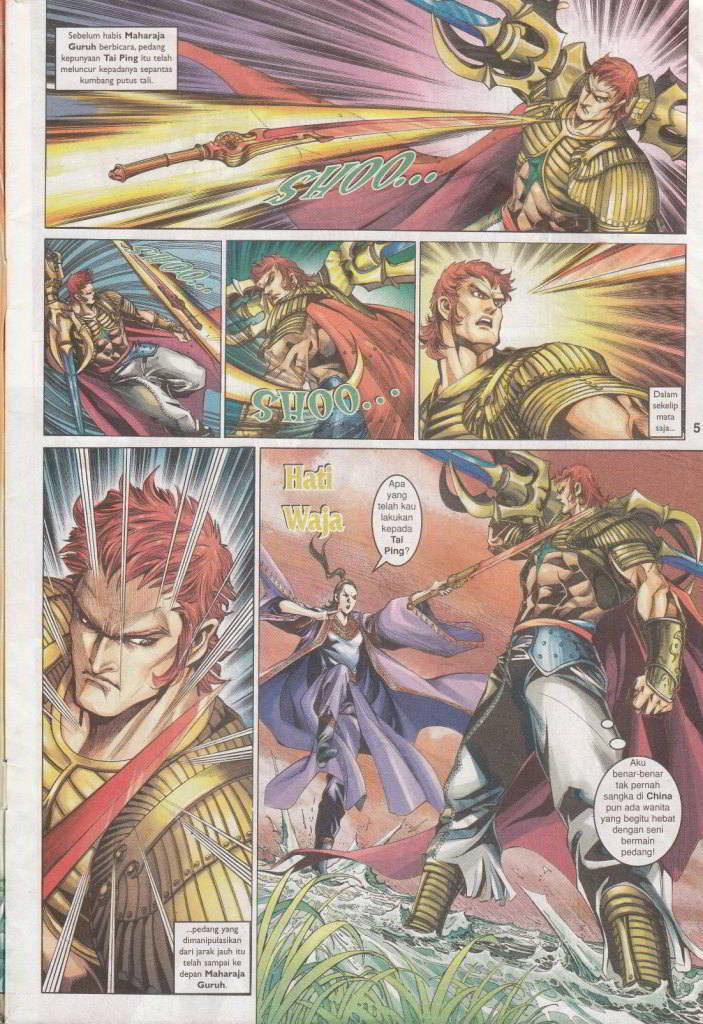 Sebelum habis Maharaja
Guruh berbicara, pedang
kepunyaan Tai Ping itu telah
meluncur kepadanya sepantas
kumbang putus tali.
SHOOO...
SHOOO...
SHOO...
Dalam
sekelip
mata
saja...
5
Hati
Waja
Apa
yang
telah kau
lakukan
kepada
Tai
Ping?
Aku
benar-benar
tak pernah
sangka di China
pun ada wanita
yang begitu hebat
dengan seni
bermain
pedang!
...pedang yang
dimanipulasikan
dari jarak jauh itu
telah sampai ke
depan Maharaja
Guruh.